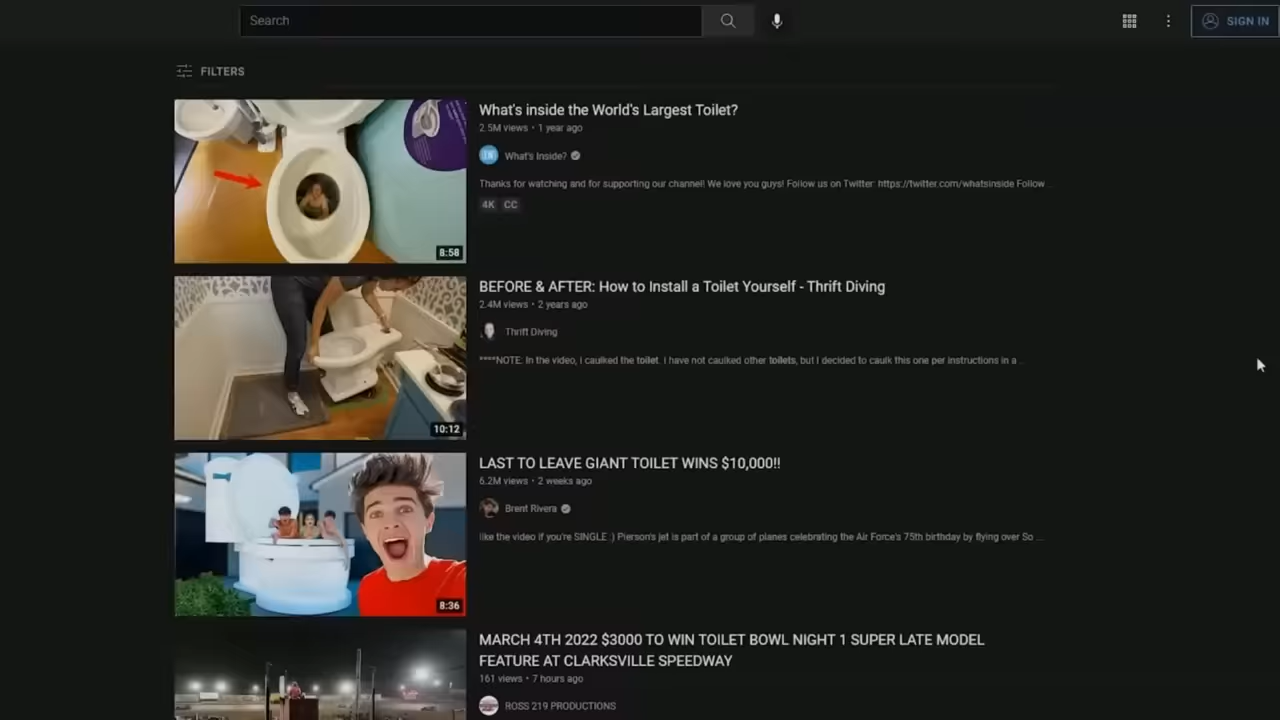 Search
SIGN IN
FILTERS
What's inside the World's Largest Toilet?
2.5M views • 1 year ago
IN What's Inside?
Thanks for watching and for supporting our channel! We love you guys! Follow us on Twitter: https://twitter.com/whatsinside Follow ...
4K CC
8:58
BEFORE & AFTER: How to Install a Toilet Yourself - Thrift Diving
2.4M views • 2 years ago
Thrift Diving
****NOTE: In the video, I caulked the toilet. I have not caulked other toilets, but I decided to caulk this one per instructions in a ...
10:12
LAST TO LEAVE GIANT TOILET WINS $10,000!!
6.2M views • 2 weeks ago
Brent Rivera
like the video if you're SINGLE :) Pierson's jet is part of a group of planes celebrating the Air Force's 75th birthday by flying over So ...
8:36
MARCH 4TH 2022 $3000 TO WIN TOILET BOWL NIGHT 1 SUPER LATE MODEL
FEATURE AT CLARKSVILLE SPEEDWAY
161 views • 7 hours ago
ROSS 219 PRODUCTIONS